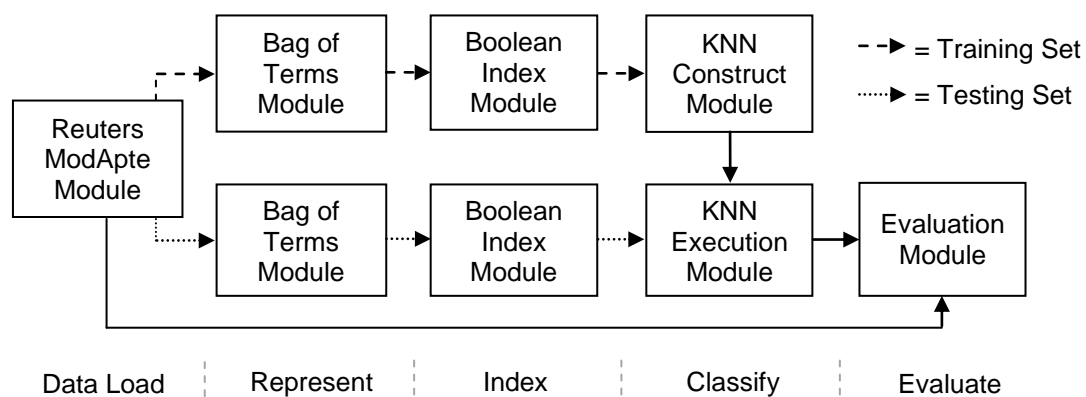 Bag of
Terms
Module
Boolean
Index
Module
KNN
Construct
Module
= Training Set
= Testing Set
Reuters
ModApte
Module
Bag of
Terms
Module
Boolean
Index
Module
KNN
Execution
Module
Evaluation
Module
Data Load
Represent
Index
Classify
Evaluate